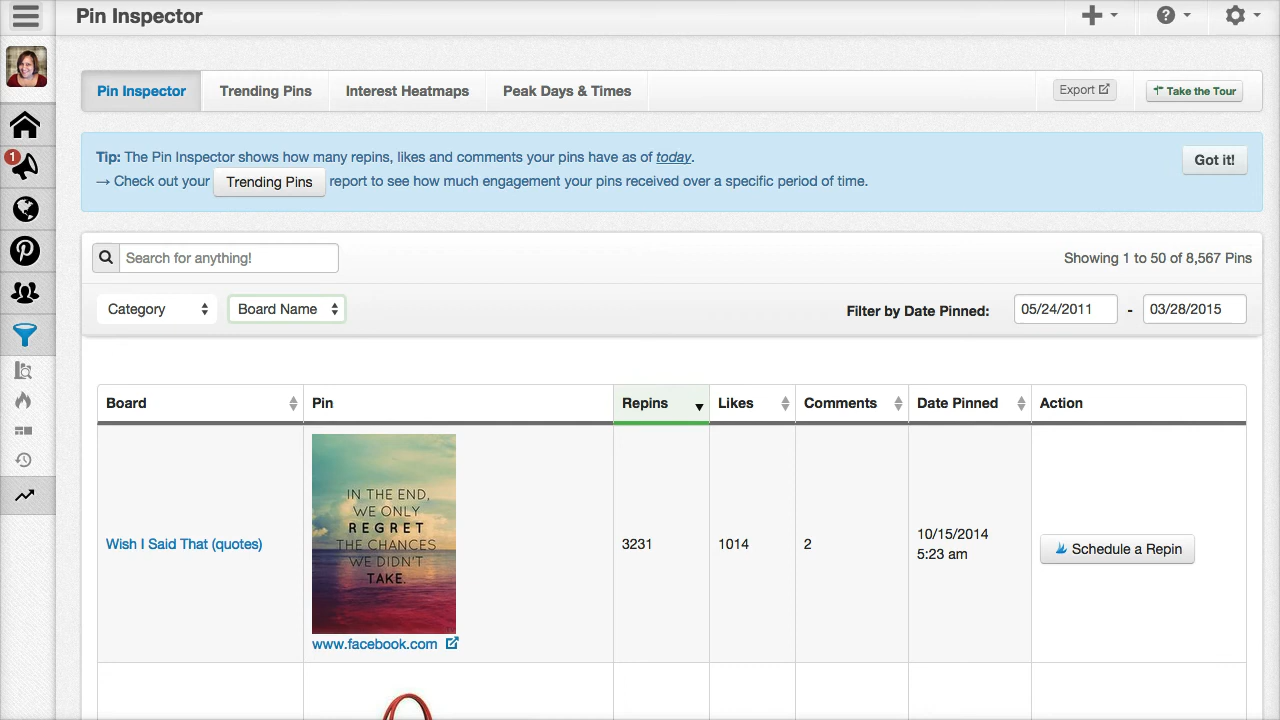 Pin Inspector
Pin Inspector
Trending Pins
Interest Heatmaps
Peak Days & Times
Export
Take the Tour
1
Tip: The Pin Inspector shows how many repins, likes and comments your pins have as of today.
→ Check out your Trending Pins report to see how much engagement your pins received over a specific period of time.
Got it!
Search for anything!
Showing 1 to 50 of 8,567 Pins
Category
Board Name
Filter by Date Pinned:
05/24/2011 - 03/28/2015
Board
Pin
Repins
Likes
Comments
Date Pinned
Action
Wish I Said That (quotes)
IN THE END,
WE ONLY
REGRET
THE CHANCES
WE DIDN'T
TAKE.
www.facebook.com
3231
1014
2
10/15/2014
5:23 am
Schedule a Repin